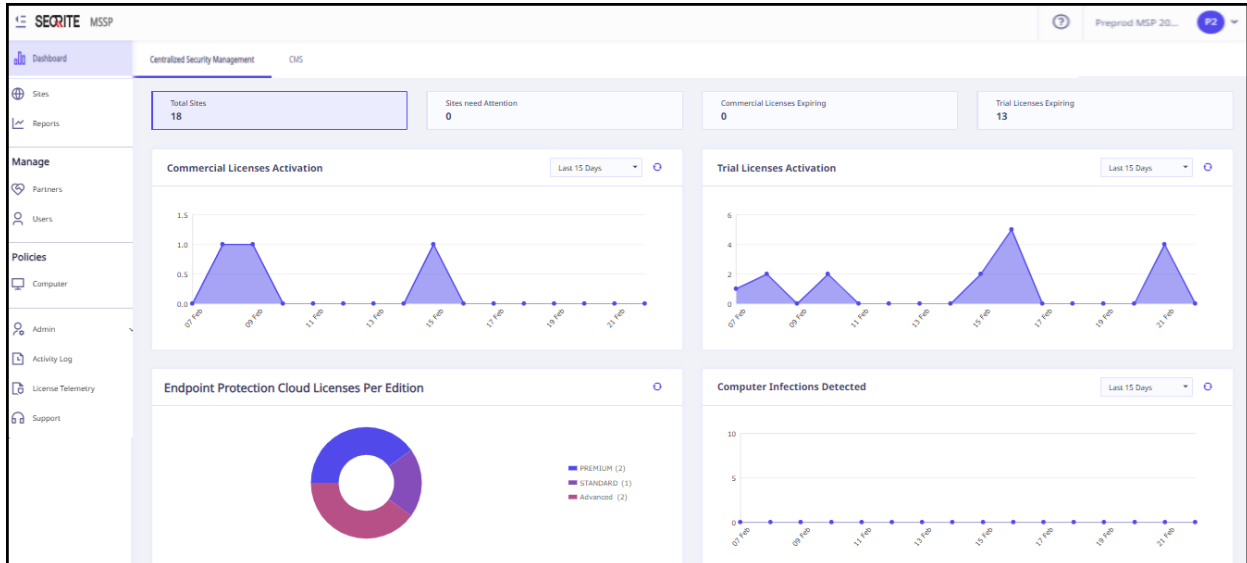 SEQRITE MSSP
Preprod MSP 20...
P2
Dashboard
Sites
Reports
Manage
Partners
Users
Policies
Computer
Admin
Activity Log
License Telemetry
Support
Centralized Security Management
CMS
Total Sites
18
Sites need Attention
0
Commercial Licenses Expiring
0
Trial Licenses Expiring
13
Commercial Licenses Activation
Last 15 Days
1.5
1.0
0.5
0.0
07 Feb
09 Feb
11 Feb
13 Feb
15 Feb
17 Feb
19 Feb
21 Feb
Trial Licenses Activation
Last 15 Days
6
4
2
0
07 Feb
09 Feb
11 Feb
13 Feb
15 Feb
17 Feb
19 Feb
21 Feb
Endpoint Protection Cloud Licenses Per Edition
PREMIUM (2)
STANDARD (1)
Advanced (2)
Computer Infections Detected
Last 15 Days
10
5
0
07 Feb
09 Feb
11 Feb
13 Feb
15 Feb
17 Feb
19 Feb
21 Feb